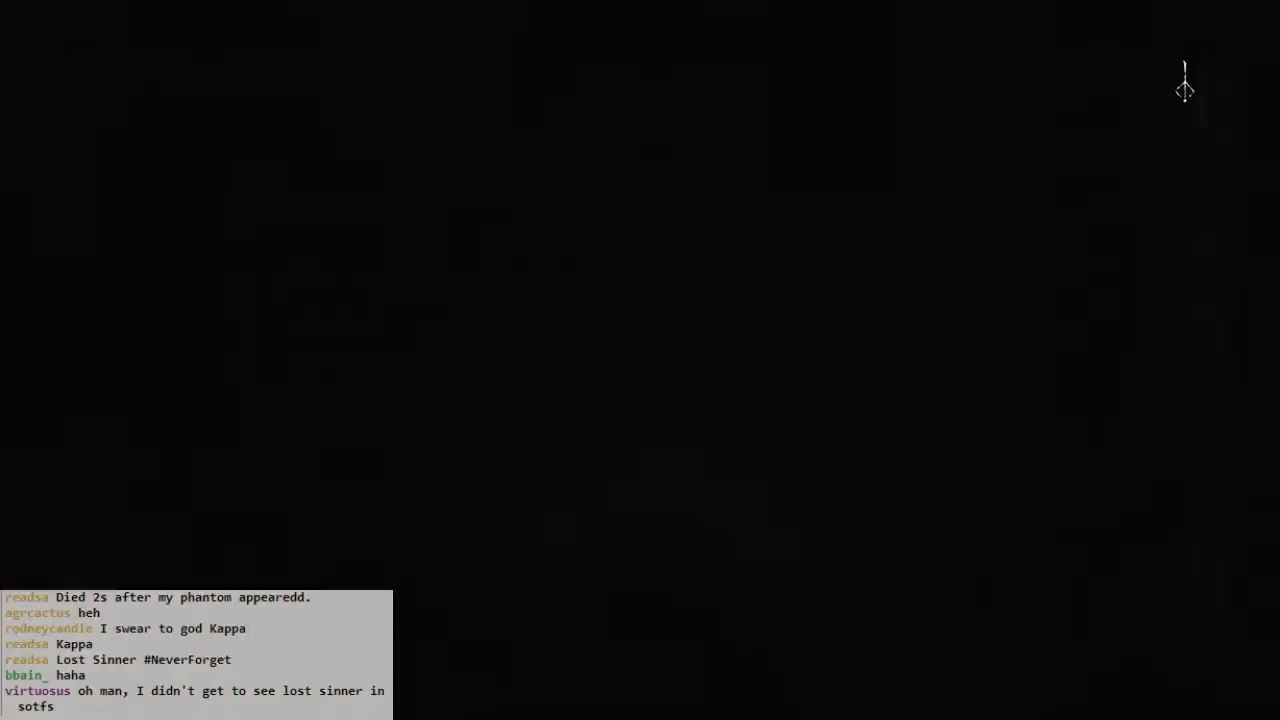 readsa Died 2s after my phantom appearedd.
agrcactus heh
rodneycandle I swear to god Kappa
readsa Kappa
readsa Lost Sinner #NeverForget
bbain_ haha
virtuosus oh man, I didn't get to see lost sinner in
sotfs